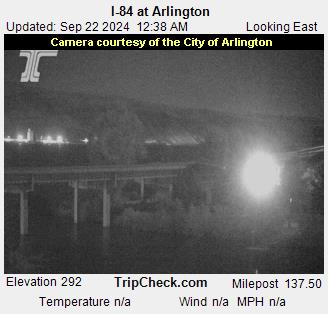 I-84 at Arlington
Updated: Sep 22 2024 12:38 AM Looking East
Camera courtesy of the City of Arlington
Elevation 292 TripCheck.com Milepost 137.50
Temperature n/a Wind n/a MPH n/a